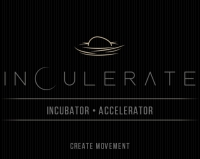 INCULERATE
INCUBATOR • ACCELERATOR
CREATE MOVEMENT